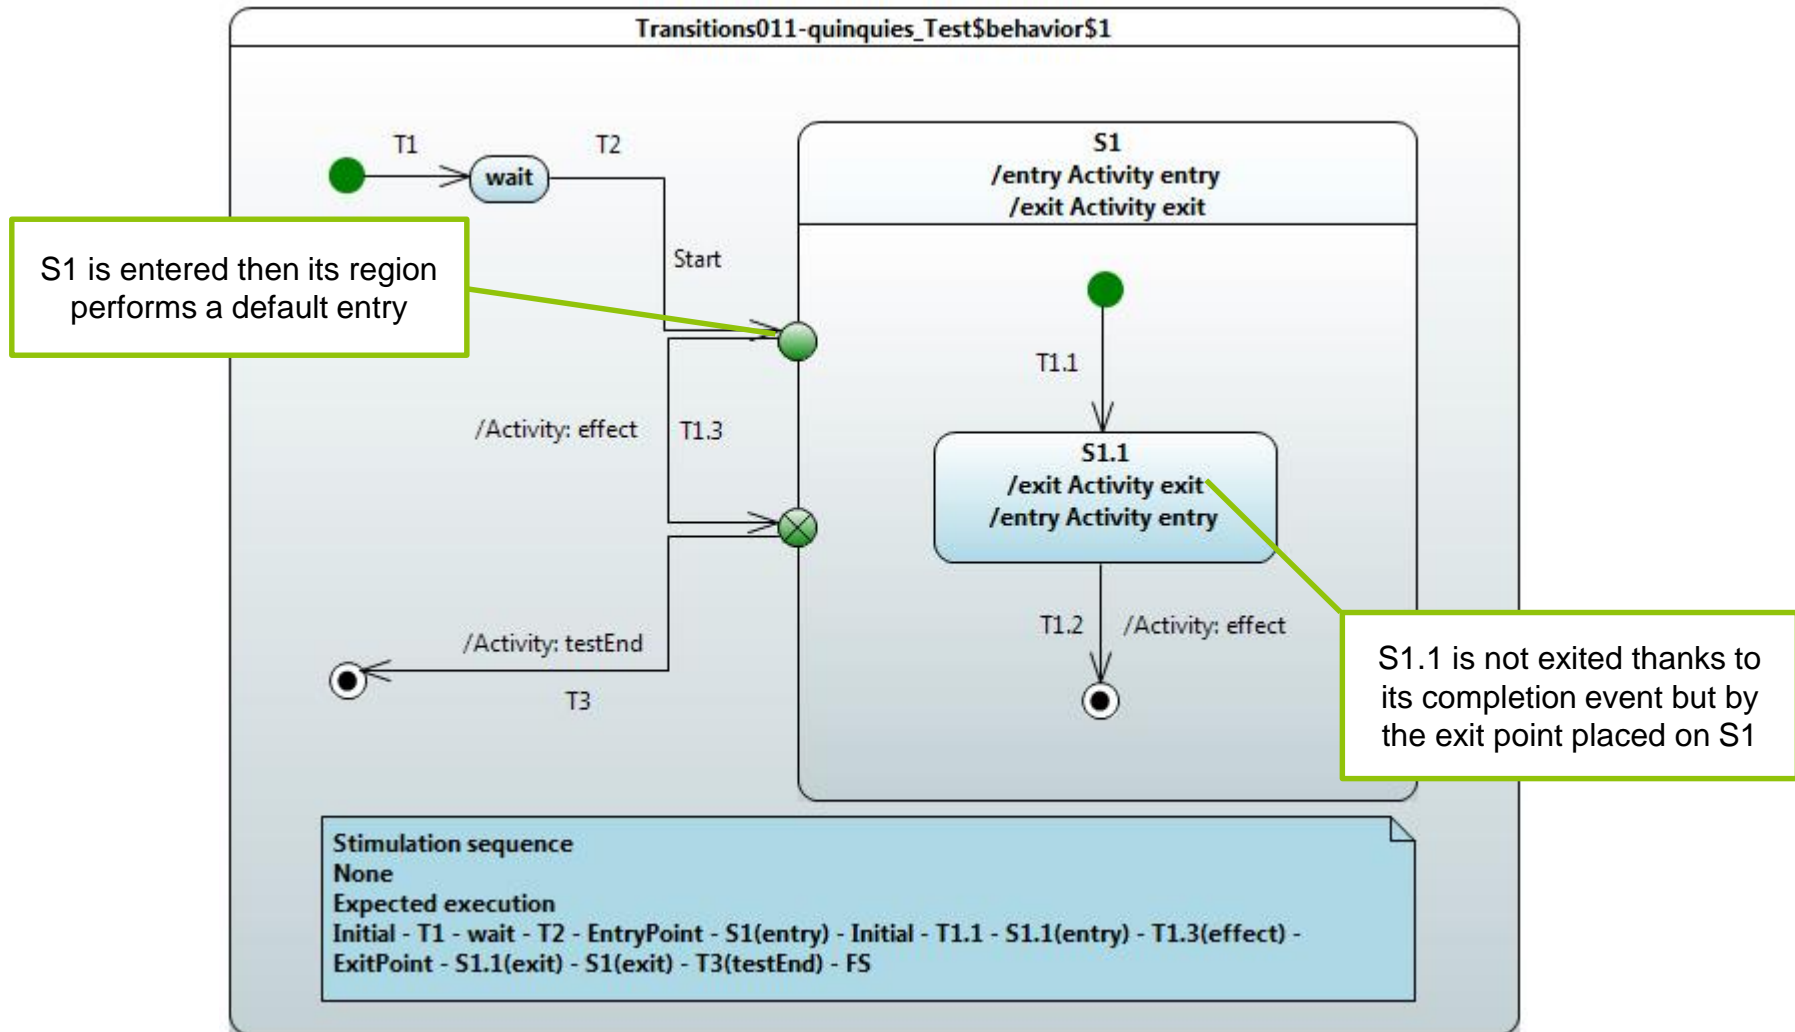 Transitions011-quinquies_Test$behavior$1
T1
T2
wait
S1
/entry Activity entry
/exit Activity exit
S1 is entered then its region
performs a default entry
Start
T1.1
/Activity: effect
T1.3
S1.1
/exit Activity exit
/entry Activity entry
T1.2
/Activity: effect
/Activity: testEnd
T3
S1.1 is not exited thanks to
its completion event but by
the exit point placed on S1
Stimulation sequence
None
Expected execution
Initial - T1 - wait - T2 - EntryPoint - S1(entry) - Initial - T1.1 - S1.1(entry) - T1.3(effect) -
ExitPoint - S1.1(exit) - S1(exit) - T3(testEnd) - FS